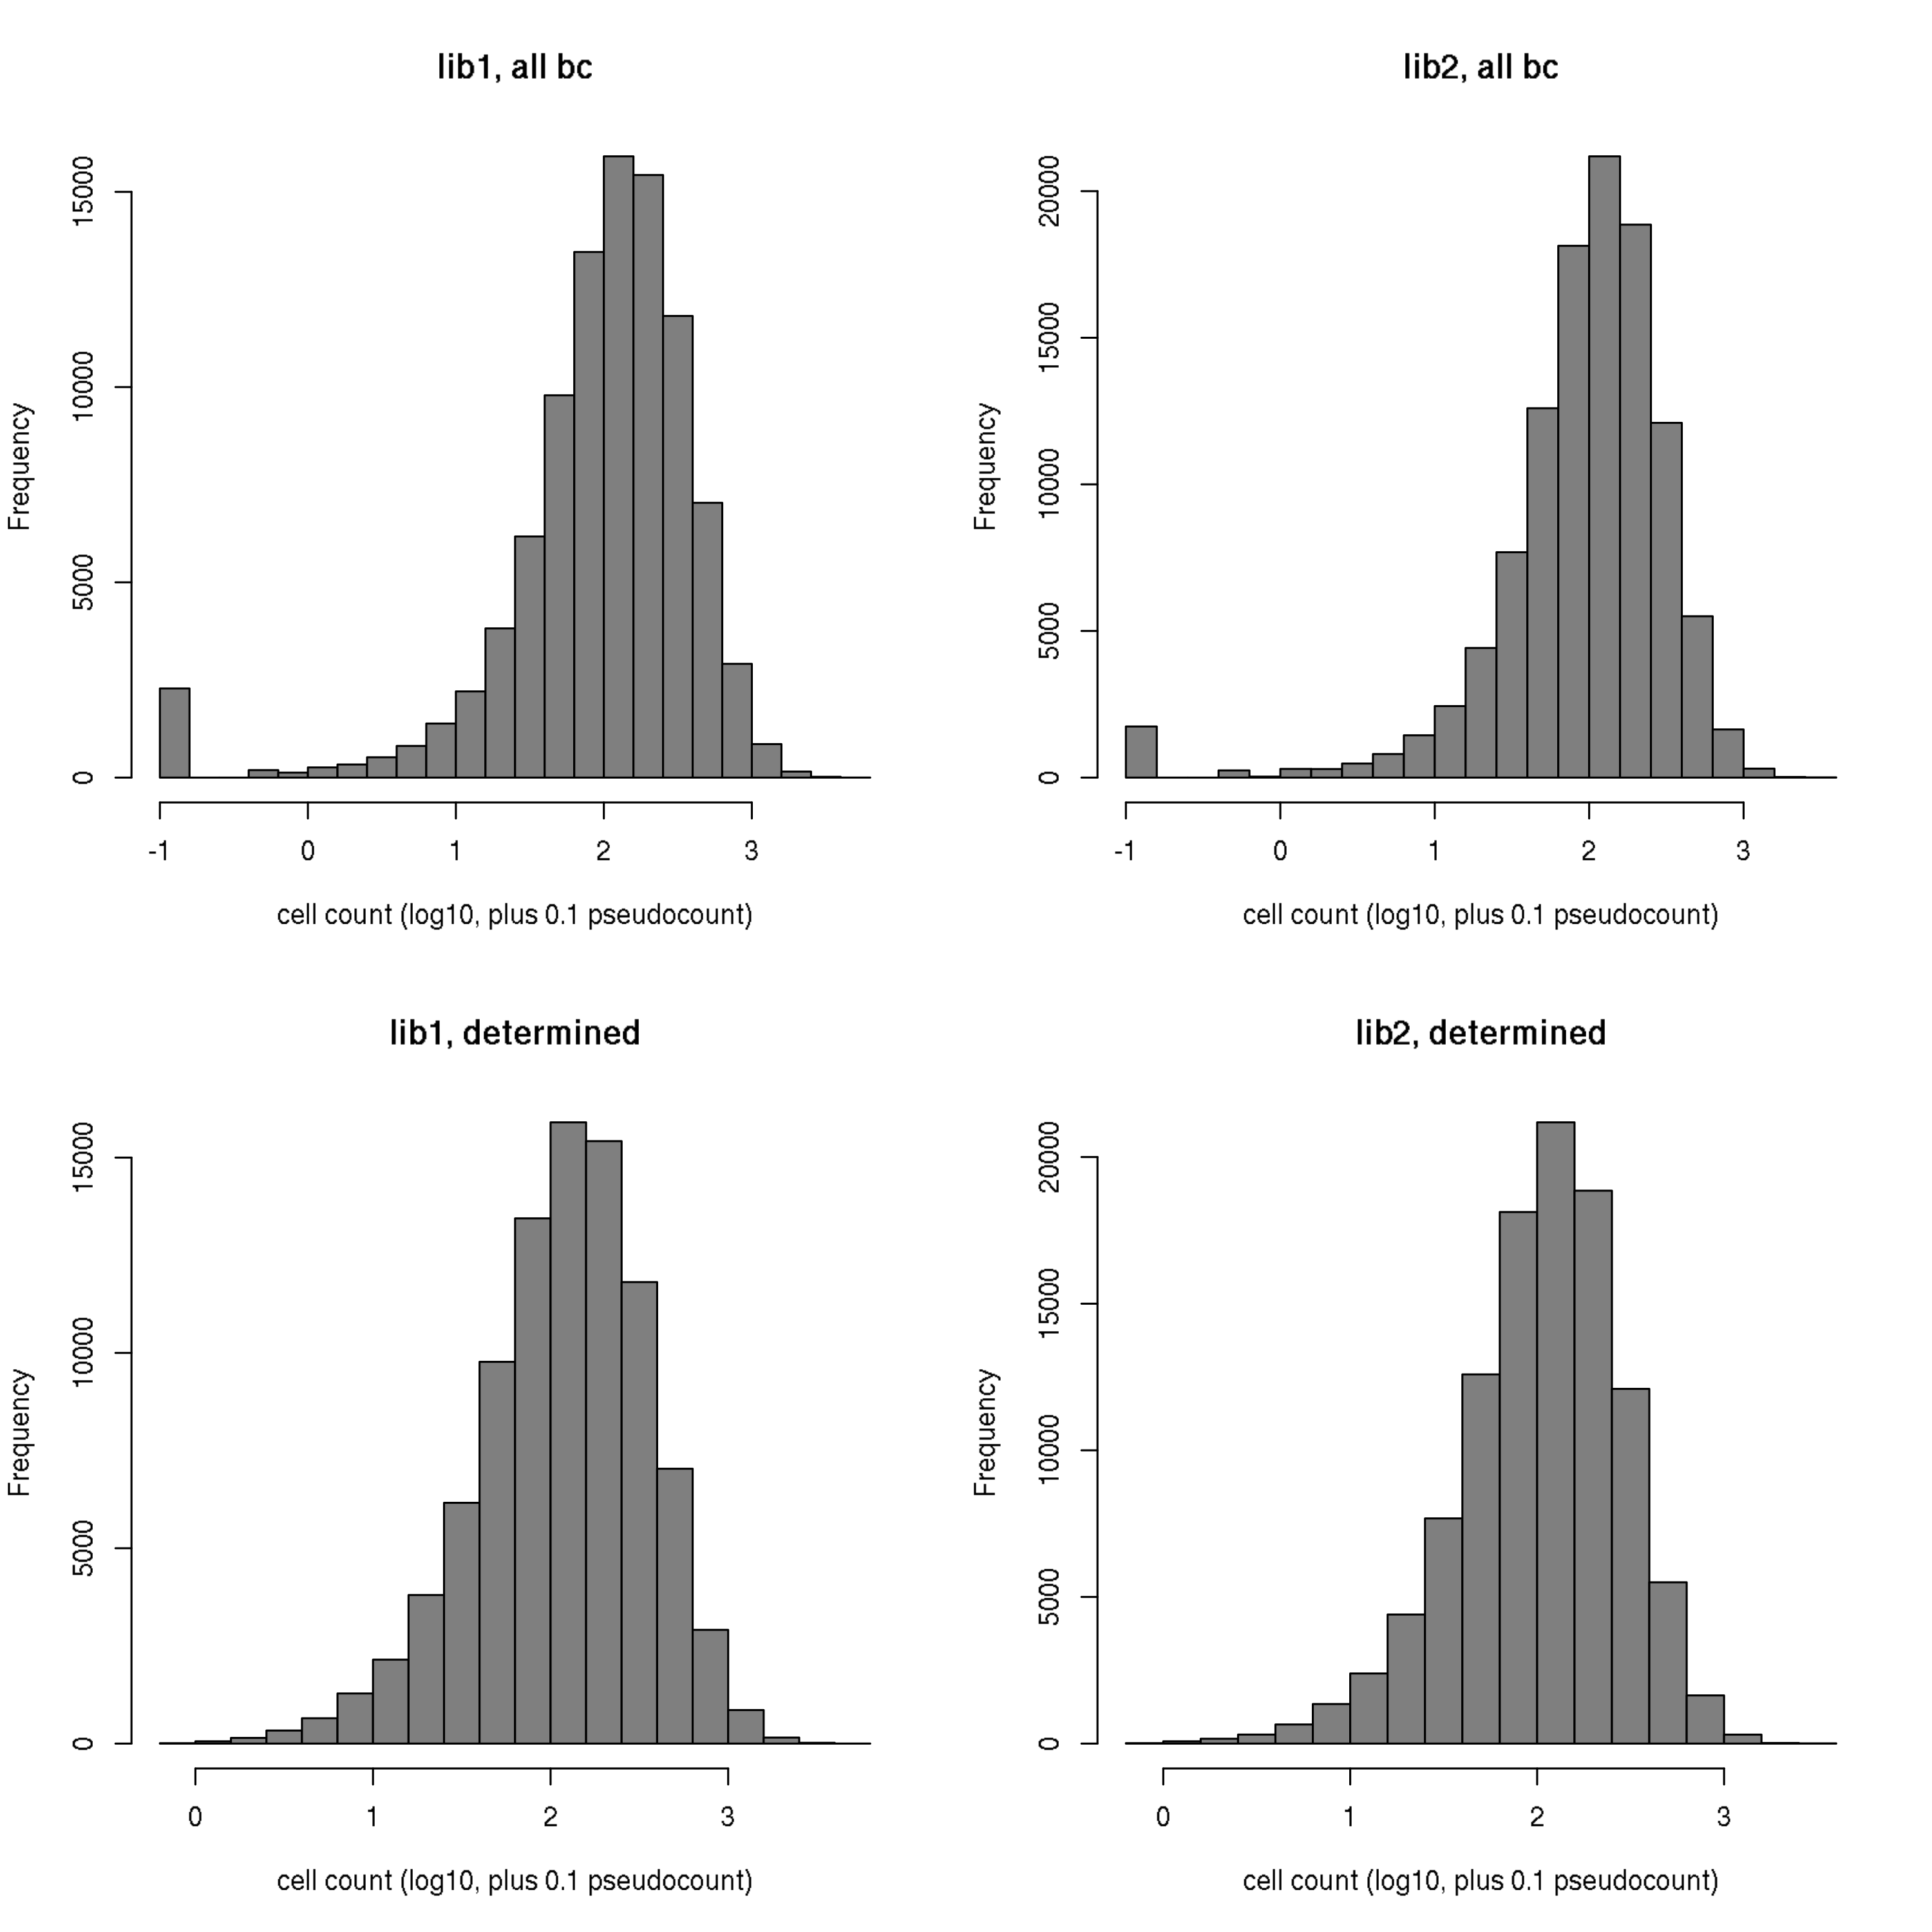 lib1, all bc
Frequency
15000
10000
5000
0
-1 0 1 2 3
cell count (log10, plus 0.1 pseudocount)
lib2, all bc
Frequency
20000
15000
10000
5000
0
-1 0 1 2 3
cell count (log10, plus 0.1 pseudocount)
lib1, determined
Frequency
15000
10000
5000
0
0 1 2 3
cell count (log10, plus 0.1 pseudocount)
lib2, determined
Frequency
20000
15000
10000
5000
0
0 1 2 3
cell count (log10, plus 0.1 pseudocount)